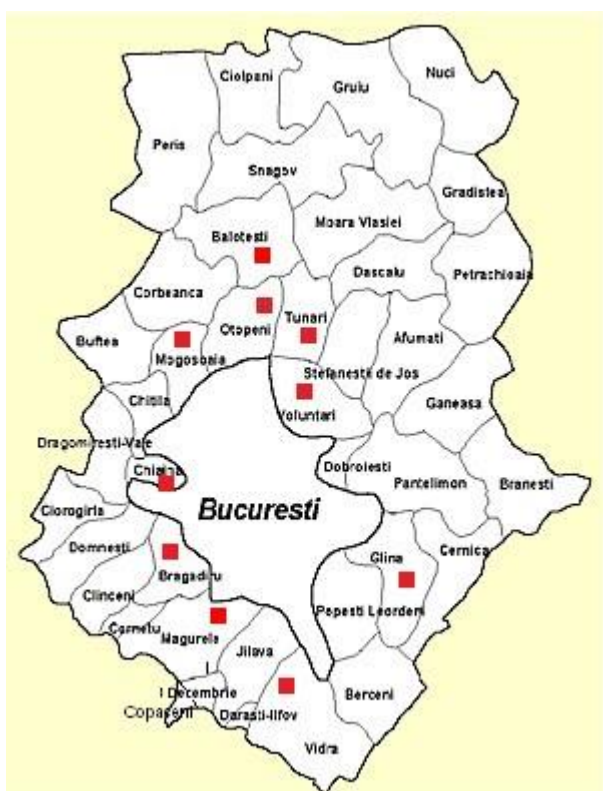 Ciolpani
Nuci
Gruiu
Peris
Snagov
Gradistea
Moara Vlasiei
Balotesti
Dascalu
Petrachioaia
Corbeanca
Otopeni
Tunari
Afumati
Buftea
Mogosoaia
Stefanestii de Jos
Chitila
Ganeasa
Voluntari
Dragomiresti-Vale
Chiajna
Dobroiesti
Pantelimon
Branesti
Ciorogirla
Bucuresti
Domnesti
Cernica
Glina
Bragadiru
Clinceni
Popesti Leordeni
Cornetu
Magurele
Jilava
1 Decembrie
Berceni
Copaceni
Darasti-Ilfov
Vidra